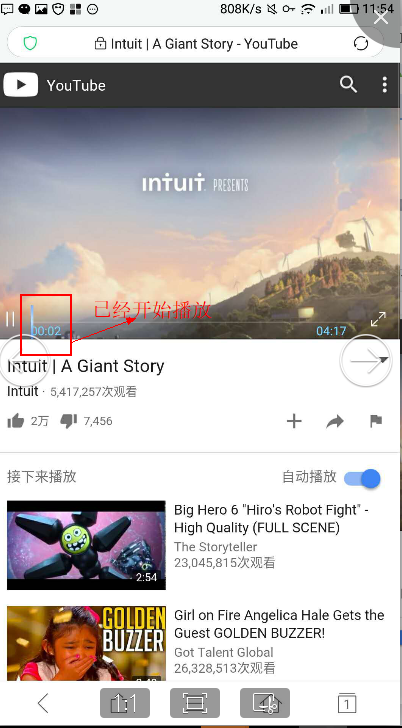 808K/s
11:54
Intuit | A Giant Story - YouTube
YouTube
intuit. PRESENTS
已经开始播放
00:02
04:17
Intuit | A Giant Story
Intuit · 5,417,257次观看
2万
7,456
接下来播放
自动播放
Big Hero 6 "Hiro's Robot Fight" -
High Quality (FULL SCENE)
The Storyteller
23,045,815次观看
2:54
Girl on Fire Angelica Hale Gets the
Guest GOLDEN BUZZER!
Got Talent Global
26,328,513次观看
GOLDEN
BUZZER
1:1
1